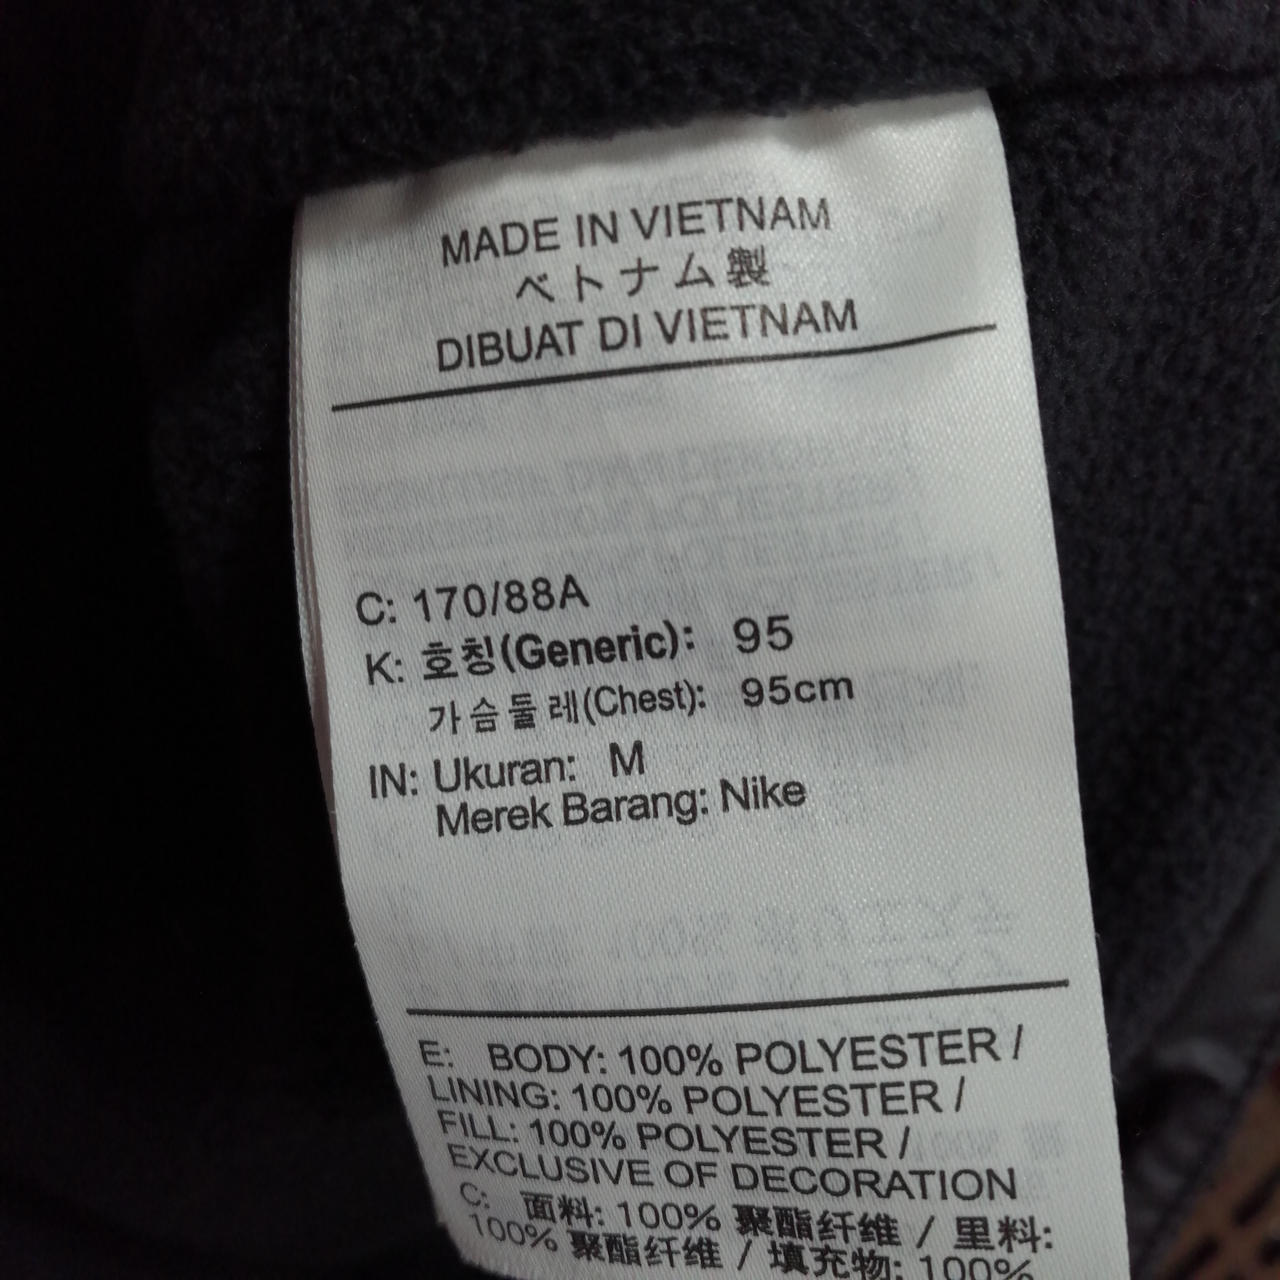 MADE IN VIETNAM
ベトナム製
DIBUAT DI VIETNAM
C: 170/88A
K: 호칭(Generic): 95
가슴둘레(Chest): 95cm
IN: Ukuran: M
Merek Barang: Nike
E: BODY: 100% POLYESTER /
LINING: 100% POLYESTER /
FILL: 100% POLYESTER /
EXCLUSIVE OF DECORATION
C: 面料: 100% 聚酯纤维 / 里料:
100% 聚酯纤维 / 填充物: 100%